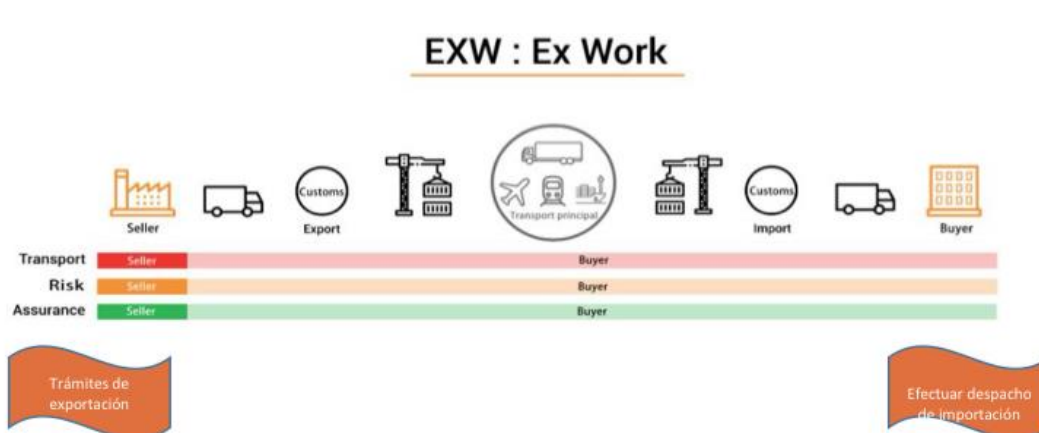 EXW : Ex Work
Customs
Customs
Transport principal
Seller
Export
Import
Buyer
Transport Seller Buyer
Risk Seller Buyer
Assurance Seller Buyer
Trámites de
exportación
Efectuar despacho
de importación